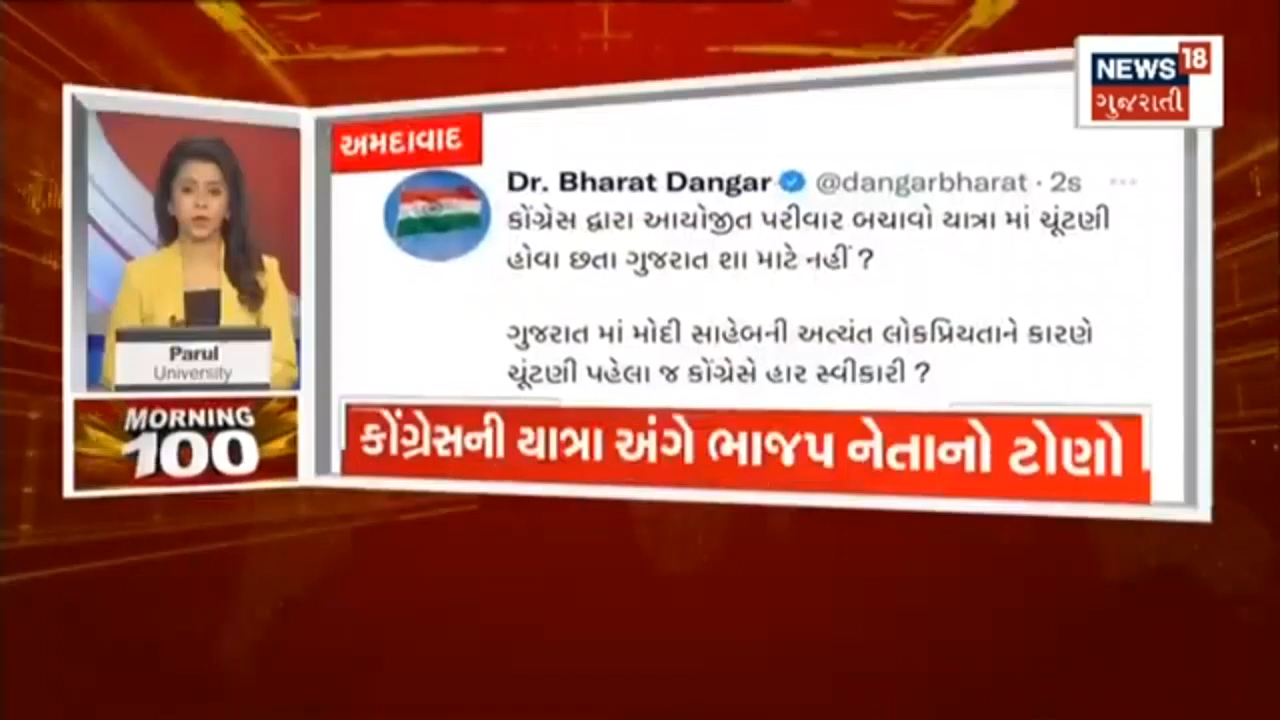 NEWS 18
ગુજરાતી
અમદાવાદ
Dr. Bharat Dangar @dangarbharat · 2s ...
કોંગ્રેસ દ્વારા આયોજીત પરીવાર બચાવો યાત્રા માં ચૂંટણી
હોવા છતા ગુજરાત શા માટે નહીં ?
ગુજરાત માં મોદી સાહેબની અત્યંત લોકપ્રિયતાને કારણે
ચૂંટણી પહેલા જ કોંગ્રેસે હાર સ્વીકારી ?
કોંગ્રેસની યાત્રા અંગે ભાજપ નેતાનો ટોણો
Parul
University
MORNING
100